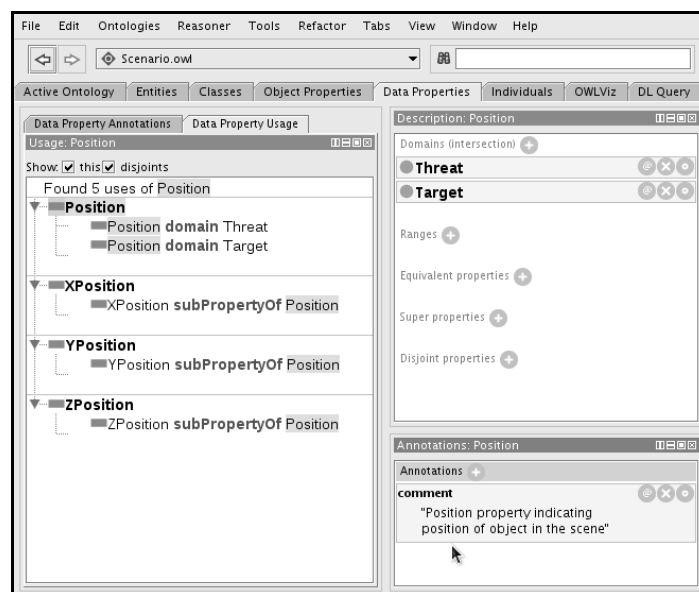 File Edit Ontologies Reasoner Tools Refactor Tabs View Window Help
Scenario.owl
Active Ontology Entities Classes Object Properties Data Properties Individuals OWLViz DL Query
Data Property Annotations Data Property Usage
Usage: Position
Show: this disjoints
Found 5 uses of Position
Position
Position domain Threat
Position domain Target
XPosition
XPosition subPropertyOf Position
YPosition
YPosition subPropertyOf Position
ZPosition
ZPosition subPropertyOf Position
Description: Position
Domains (intersection)
Threat
Target
Ranges
Equivalent properties
Super properties
Disjoint properties
Annotations: Position
Annotations
comment
"Position property indicating
position of object in the scene"